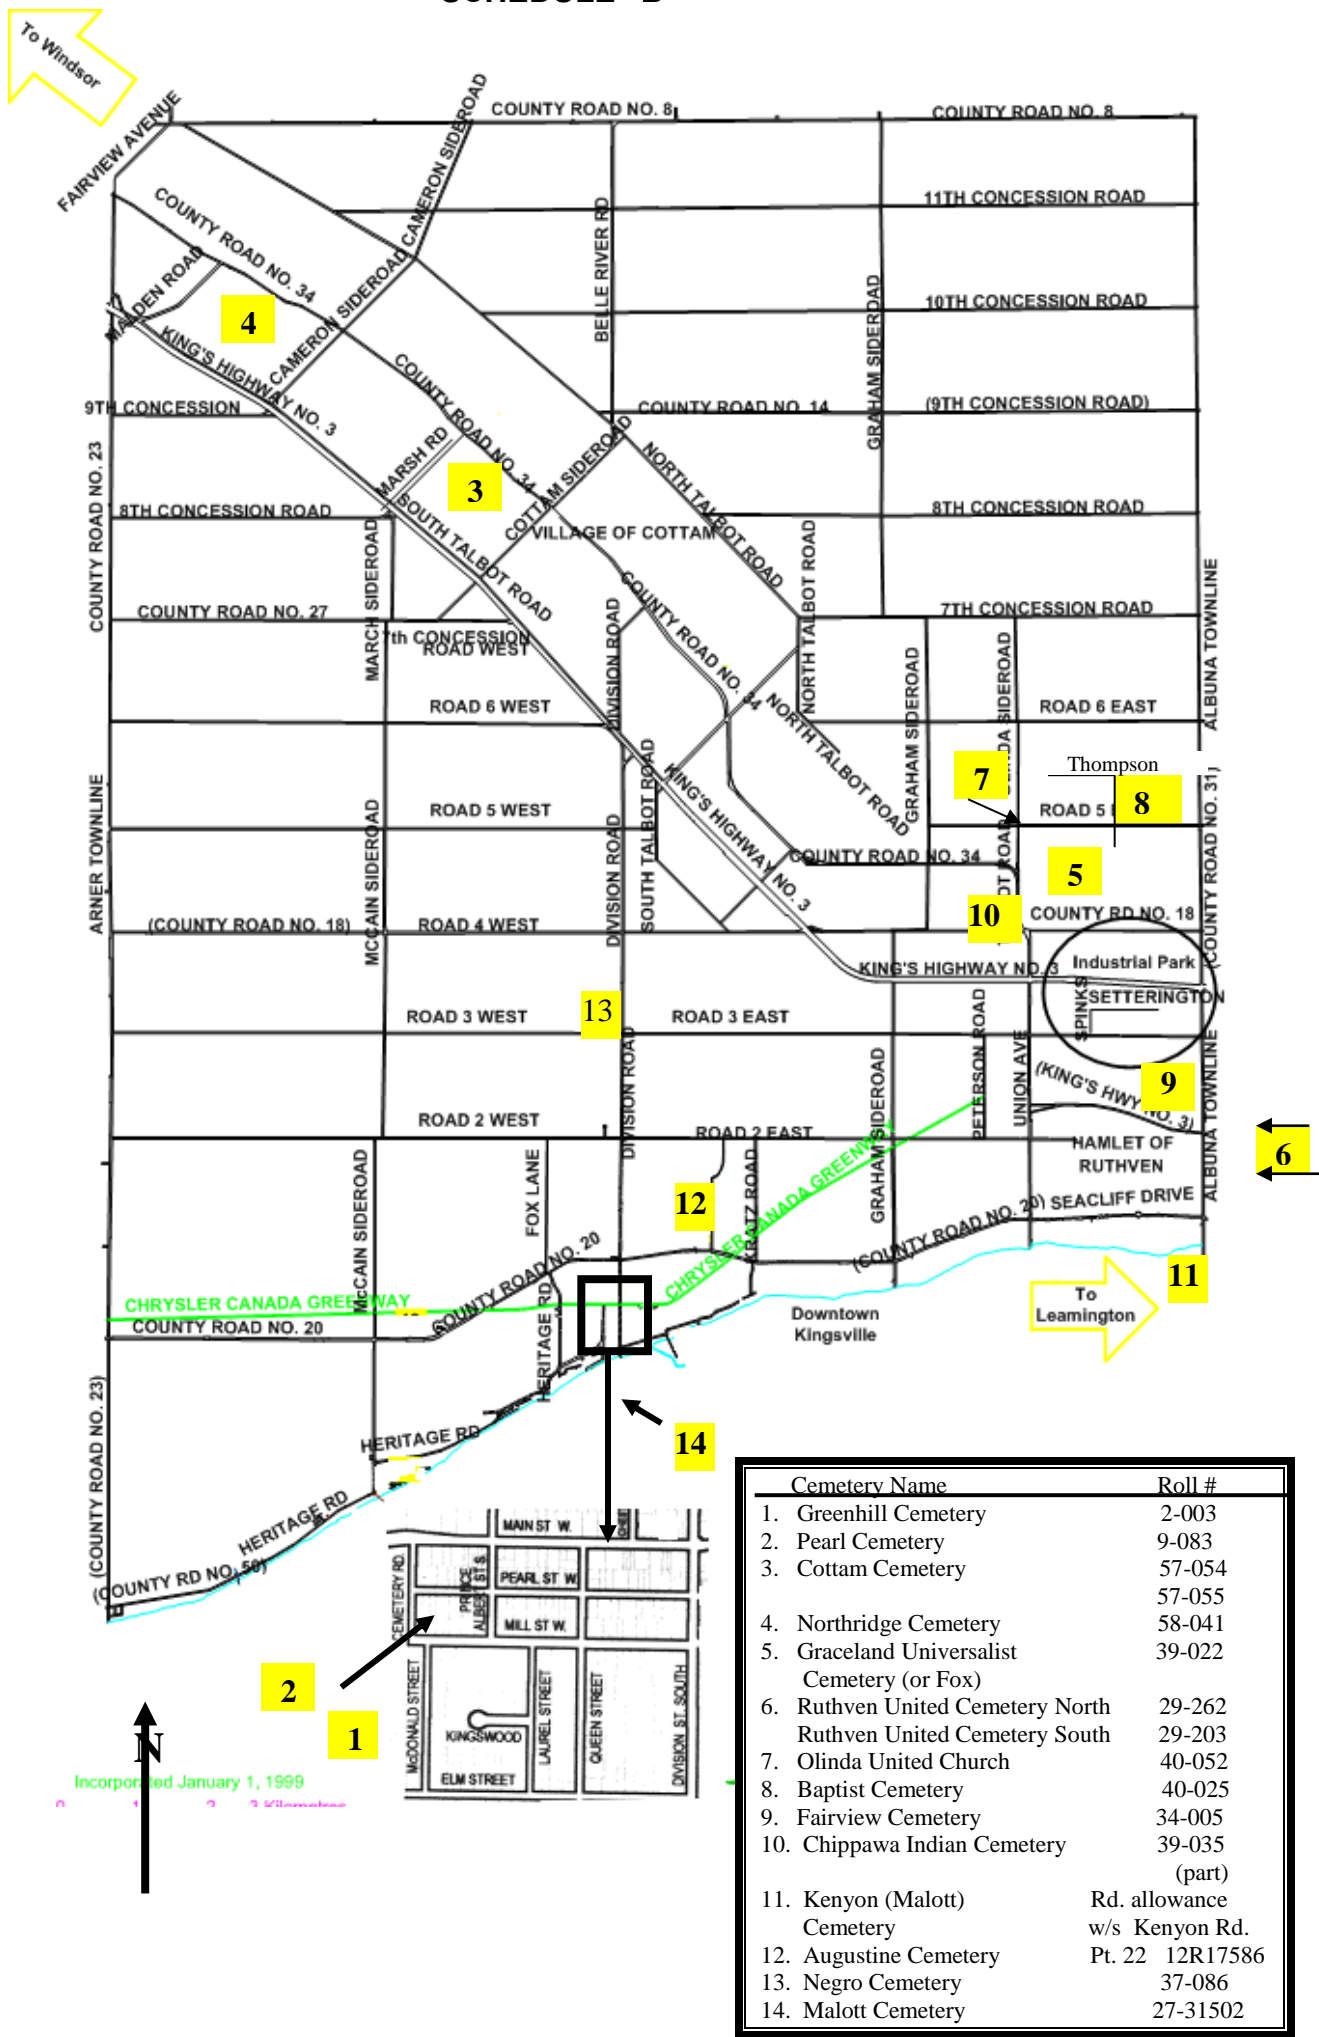 To Windsor
COUNTY ROAD NO. 8
COUNTY ROAD NO. 8
FAIRVIEW AVENUE
CAMERON SIDEROAD
COUNTY ROAD NO. 34
11TH CONCESSION ROAD
BELLE RIVER RD
MALDEN ROAD
CAMERON SIDEROAD
10TH CONCESSION ROAD
GRAHAM SIDEROAD
4
KING'S HIGHWAY NO. 3
COUNTY ROAD NO. 34
9TH CONCESSION
COUNTY ROAD NO. 14
(9TH CONCESSION ROAD)
COUNTY ROAD NO. 23
MARSH RD
3
COTTAM SIDEROAD
NORTH TALBOT ROAD
8TH CONCESSION ROAD
SOUTH TALBOT ROAD
VILLAGE OF COTTAM
8TH CONCESSION ROAD
MARCH SIDEROAD
NORTH TALBOT ROAD
ALBUNA TOWNLINE
COUNTY ROAD NO. 27
7th CONCESSION
ROAD WEST
DIVISION ROAD
COUNTY ROAD NO. 34
7TH CONCESSION ROAD
ROAD 6 WEST
NORTH TALBOT ROAD
GRAHAM SIDEROAD
SIDEROAD
ROAD 6 EAST
ARNER TOWNLINE
MCCAIN SIDEROAD
ROAD 5 WEST
DIVISION ROAD
SOUTH TALBOT ROAD
KING'S HIGHWAY NO. 3
7
Thompson
ROAD 5
8
(COUNTY ROAD NO. 31)
COUNTY ROAD NO. 34
5
(COUNTY ROAD NO. 18)
ROAD 4 WEST
10
COUNTY RD NO. 18
KING'S HIGHWAY NO. 3
Industrial Park
SETTERINGTON
SPINKS
ROAD 3 WEST
13
ROAD 3 EAST
DIVISION ROAD
GRAHAM SIDEROAD
PETERSON ROAD
UNION AVE
(KING'S HWY NO. 3)
9
ALBUNA TOWNLINE
ROAD 2 WEST
ROAD 2 EAST
HAMLET OF
RUTHVEN
6
McCAIN SIDEROAD
FOX LANE
12
KRATZ ROAD
CHRYSLER CANADA GREENWAY
(COUNTY ROAD NO. 20)
SEACLIFF DRIVE
11
CHRYSLER CANADA GREENWAY
COUNTY ROAD NO. 20
COUNTY ROAD NO. 20
HERITAGE RD
Downtown
Kingsville
To
Leamington
(COUNTY ROAD NO. 23)
HERITAGE RD
14
HERITAGE RD
(COUNTY RD NO. 50)
MAIN ST W.
CEMETERY RD.
PRINCE
ALBERT ST S.
PEARL ST W.
MILL ST W.
2
1
McDONALD STREET
KINGSWOOD
LAUREL STREET
QUEEN STREET
DIVISION ST. SOUTH
ELM STREET
N
Incorporated January 1, 1999
0 1 2 3 Kilometres
Cemetery Name Roll #
1. Greenhill Cemetery 2-003
2. Pearl Cemetery 9-083
3. Cottam Cemetery 57-054
57-055
4. Northridge Cemetery 58-041
5. Graceland Universalist 39-022
Cemetery (or Fox)
6. Ruthven United Cemetery North 29-262
Ruthven United Cemetery South 29-203
7. Olinda United Church 40-052
8. Baptist Cemetery 40-025
9. Fairview Cemetery 34-005
10. Chippawa Indian Cemetery 39-035
(part)
11. Kenyon (Malott) Rd. allowance
Cemetery w/s Kenyon Rd.
12. Augustine Cemetery Pt. 22 12R17586
13. Negro Cemetery 37-086
14. Malott Cemetery 27-31502